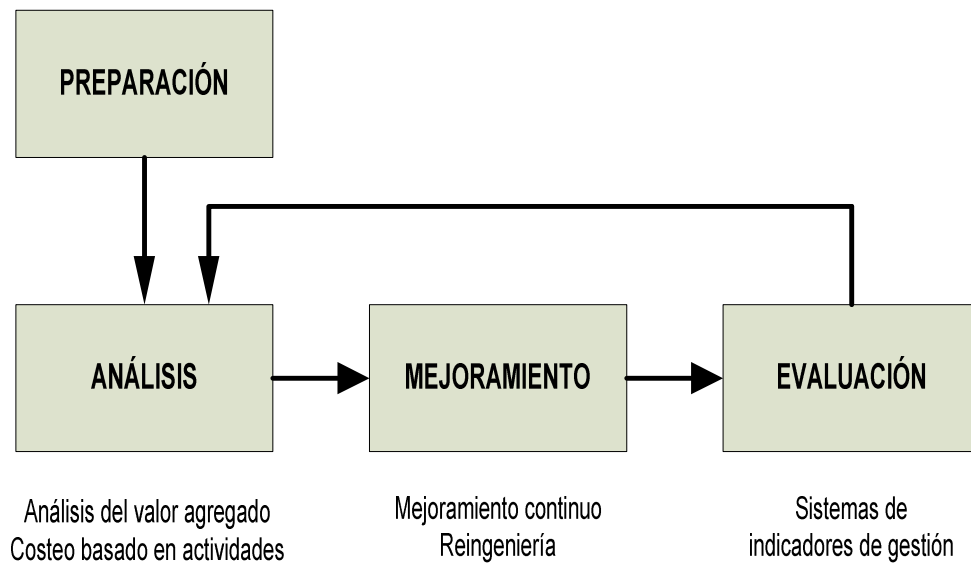 PREPARACIÓN
ANÁLISIS
MEJORAMIENTO
EVALUACIÓN
Análisis del valor agregado
Costeo basado en actividades
Mejoramiento continuo
Reingeniería
Sistemas de
indicadores de gestión